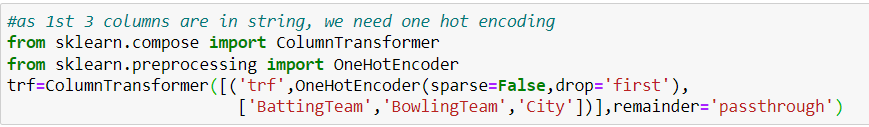 #as 1st 3 columns are in string, we need one hot encoding
from sklearn.compose import ColumnTransformer
from sklearn.preprocessing import OneHotEncoder
trf=ColumnTransformer([('trf',OneHotEncoder(sparse=False,drop='first'),
                       ['BattingTeam','BowlingTeam','City'])],remainder='passthrough')